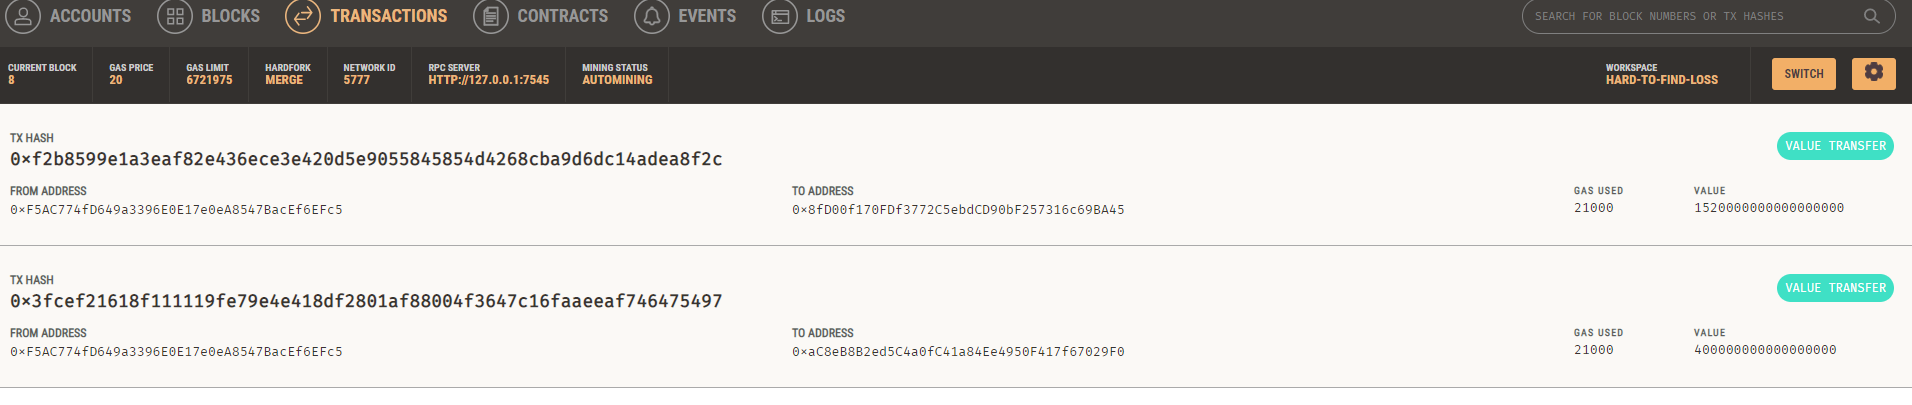 ACCOUNTS BLOCKS TRANSACTIONS CONTRACTS EVENTS LOGS SEARCH FOR BLOCK NUMBERS OR TX HASHES
CURRENT BLOCK GAS PRICE GAS LIMIT HARDFORK NETWORK ID RPC SERVER MINING STATUS WORKSPACE
8 20 6721975 MERGE 5777 HTTP://127.0.0.1:7545 AUTOMINING HARD-TO-FIND-LOSS SWITCH
TX HASH
0×f2b8599e1a3eaf82e436ece3e420d5e9055845854d4268cba9d6dc14adea8f2c VALUE TRANSFER
FROM ADDRESS TO ADDRESS GAS USED VALUE
0×F5AC774fD649a3396E0E17e0eA8547BacEf6EFc5 0×8fD00f170FDf3772C5ebdCD90bF257316c69BA45 21000 1520000000000000000
TX HASH
0×3fcef21618f111119fe79e4e418df2801af88004f3647c16faaeeaf746475497 VALUE TRANSFER
FROM ADDRESS TO ADDRESS GAS USED VALUE
0×F5AC774fD649a3396E0E17e0eA8547BacEf6EFc5 0×aC8eB8B2ed5C4a0fC41a84Ee4950F417f67029F0 21000 400000000000000000